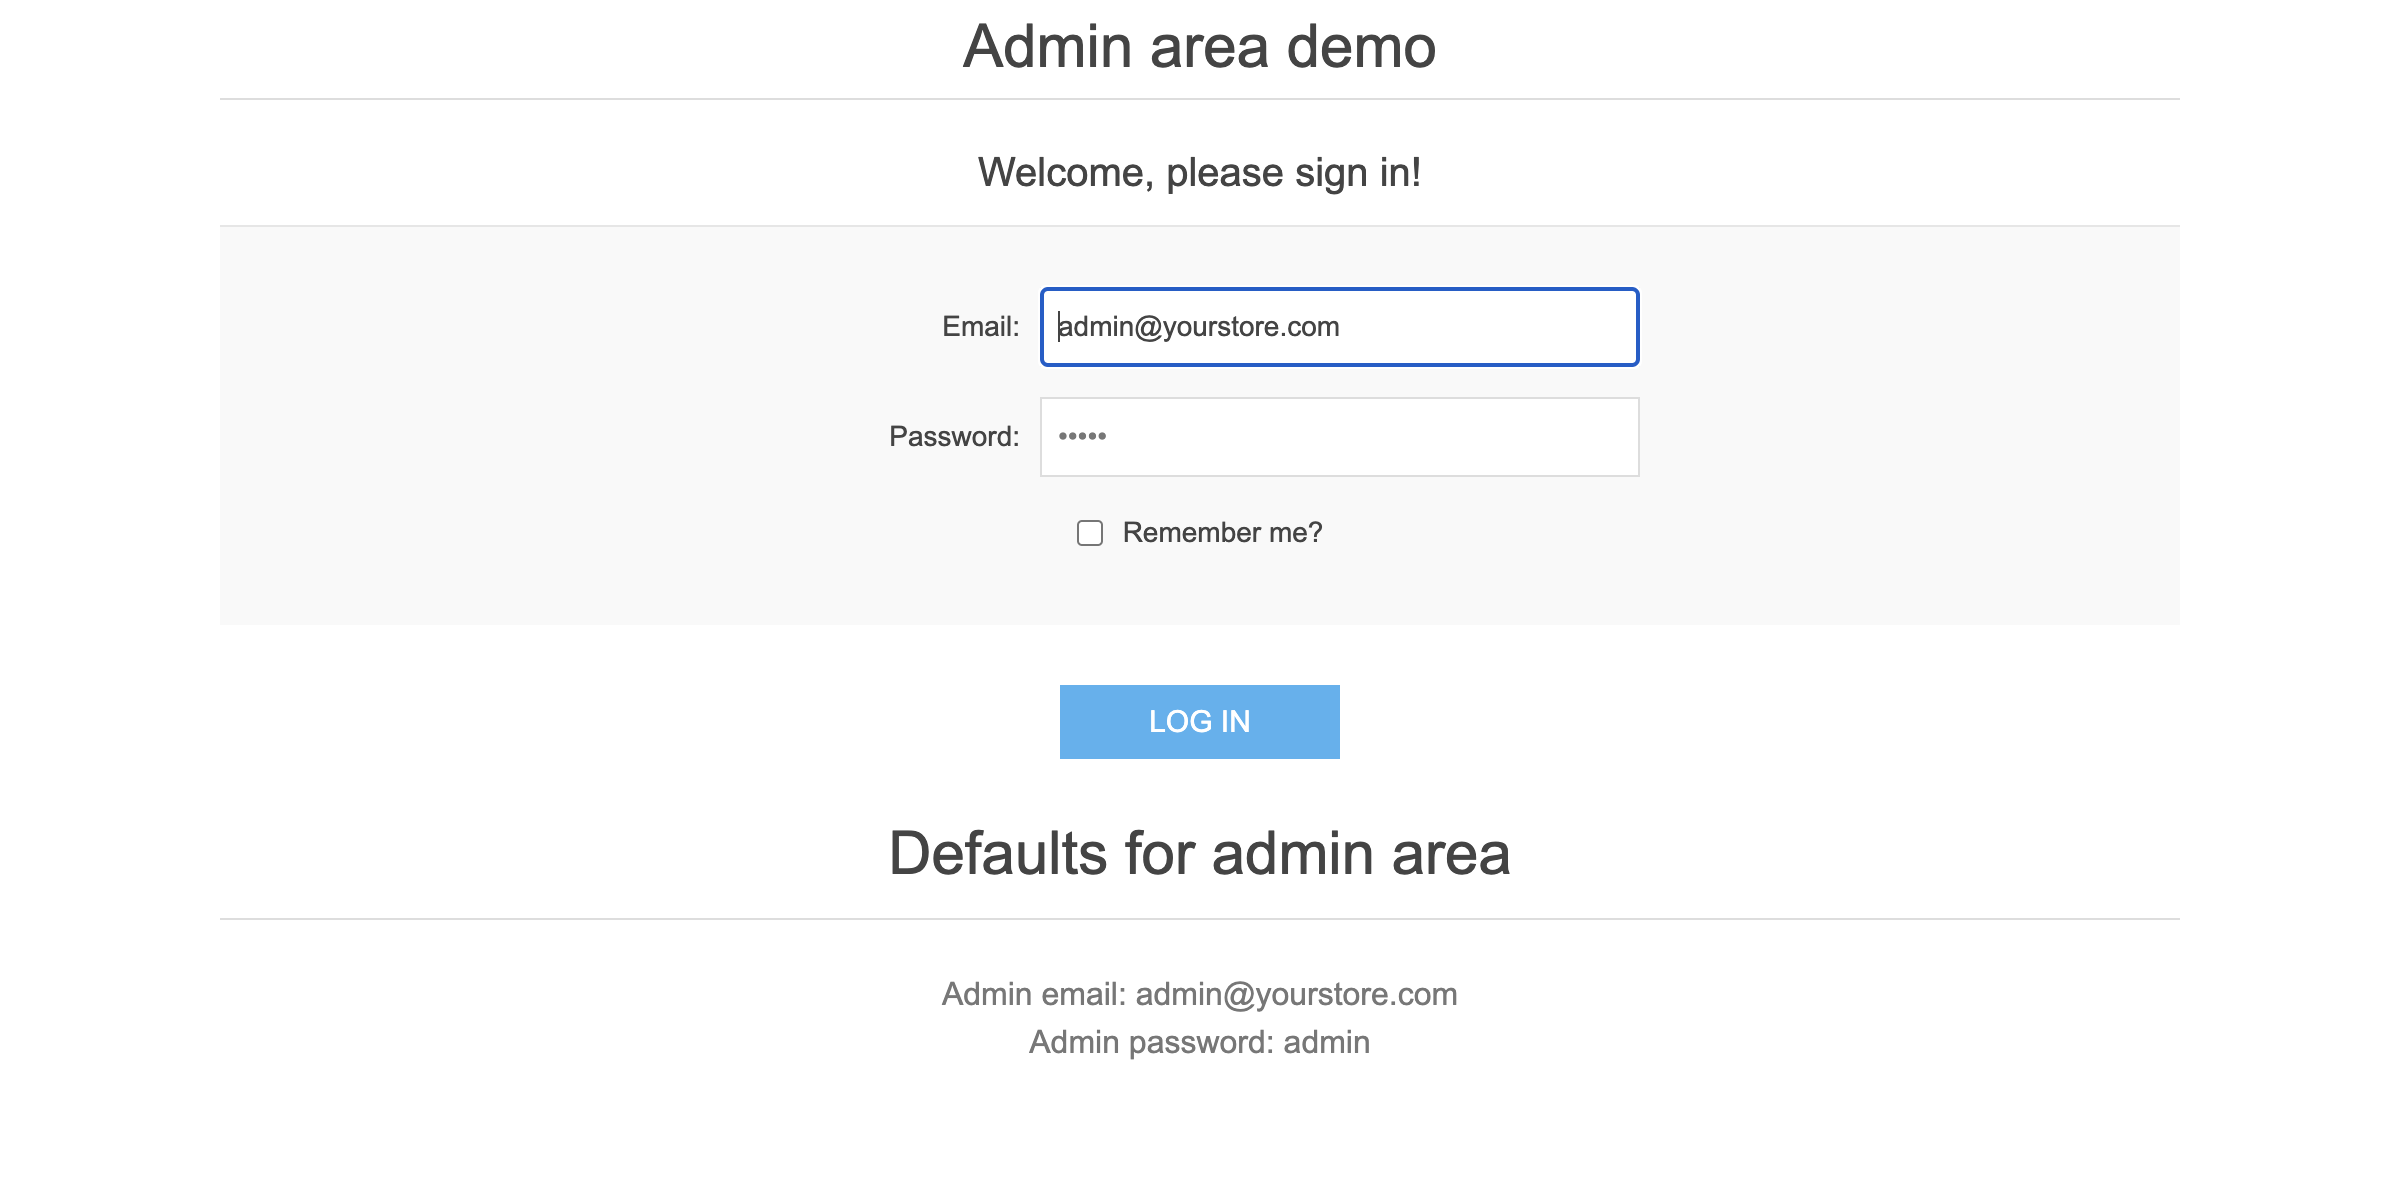 Admin area demo
Welcome, please sign in!
Email: admin@yourstore.com
Password: •••••
Remember me?
LOG IN
Defaults for admin area
Admin email: admin@yourstore.com
Admin password: admin